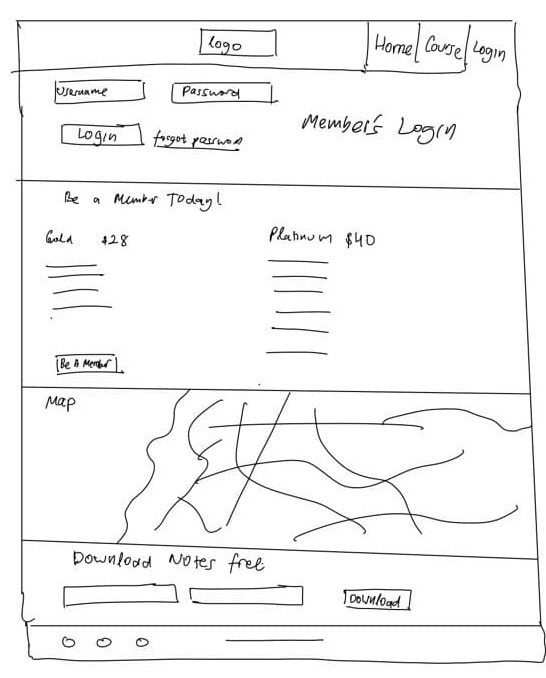 logo
Home Course Login
Username Password
Member's Login
Login forgot password
Be a Member Today!
Gold $28
Platinum $40
Be A Member
Map
Download Notes free
Download